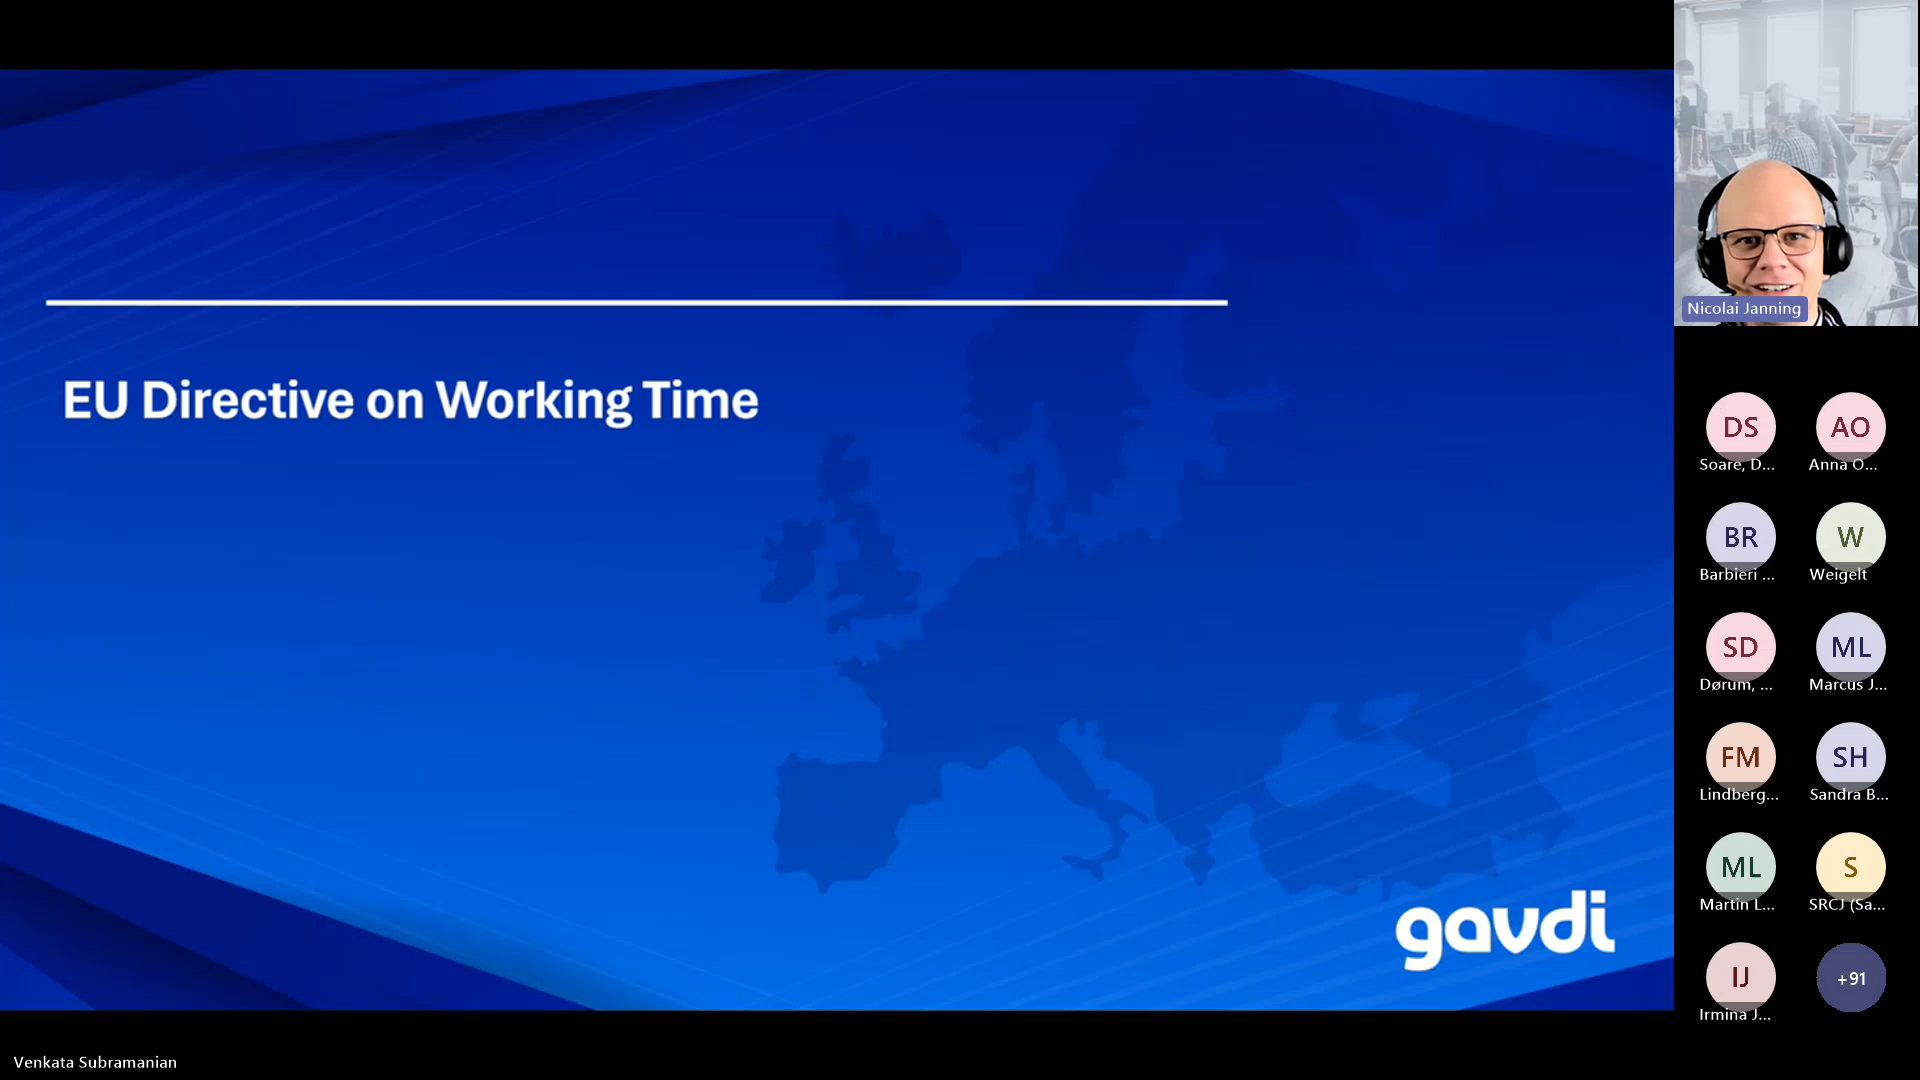 EU Directive on Working Time
gavdi
Venkata Subramanian
Nicolai Janning
DS
Soare, D...
AO
Anna O...
BR
Barbieri ...
W
Weigelt
SD
Dørum, ...
ML
Marcus J...
FM
Lindberg...
SH
Sandra B...
ML
Martin L...
S
SRCJ (Sa...
IJ
Irmina J...
+91